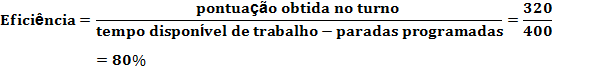 Eficiência = pontuação obtida no turno / tempo disponível de trabalho − paradas programadas = 320 / 400
= 80%